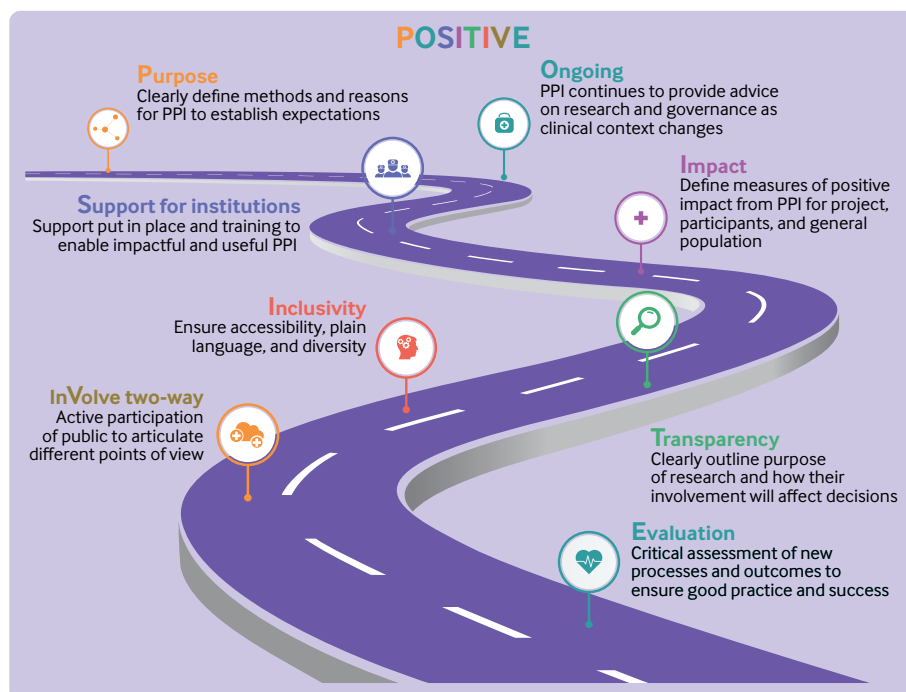 POSITIVE
Purpose
Clearly define methods and reasons
for PPI to establish expectations
Ongoing
PPI continues to provide advice
on research and governance as
clinical context changes
Support for institutions
Support put in place and training to
enable impactful and useful PPI
Impact
Define measures of positive
impact from PPI for project,
participants, and general
population
Inclusivity
Ensure accessibility, plain
language, and diversity
InVolve two-way
Active participation
of public to articulate
different points of view
Transparency
Clearly outline purpose
of research and how their
involvement will affect decisions
Evaluation
Critical assessment of new
processes and outcomes to
ensure good practice and success